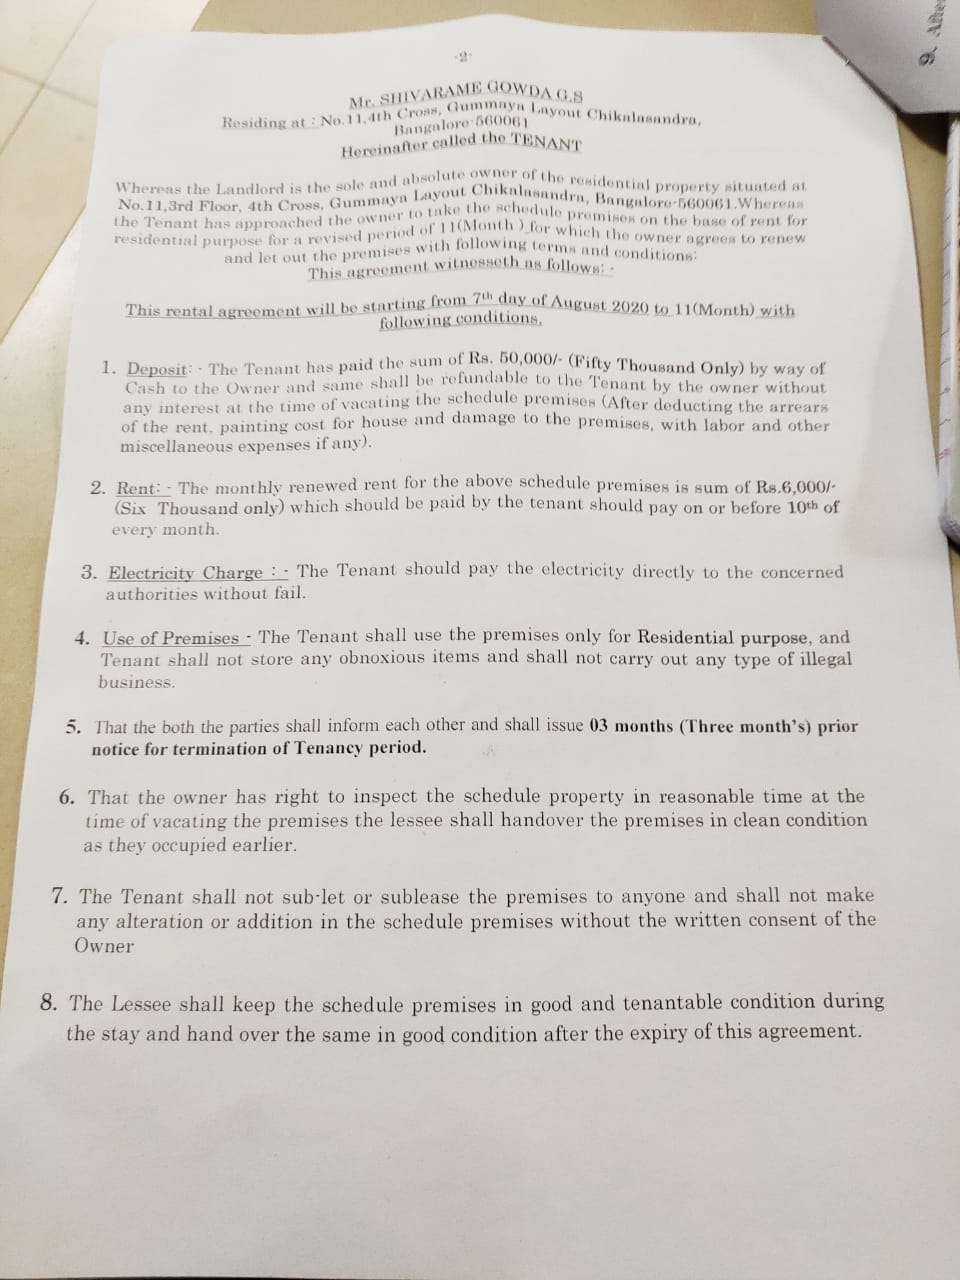 -2-
Mr. SHIVARAME GOWDA G.S
Residing at : No.11,4th Cross, Gummaya Layout Chikalasandra,
Bangalore-560061
Hereinafter called the TENANT
Whereas the Landlord is the sole and absolute owner of the residential property situated at
No.11,3rd Floor, 4th Cross, Gummaya Layout Chikalasandra, Bangalore-560061.Whereas
the Tenant has approached the owner to take the schedule premises on the base of rent for
residential purpose for a revised period of 11(Month ) for which the owner agrees to renew
and let out the premises with following terms and conditions:
This agreement witnesseth as follows: -
This rental agreement will be starting from 7th day of August 2020 to 11(Month) with
following conditions,
1. Deposit: - The Tenant has paid the sum of Rs. 50,000/- (Fifty Thousand Only) by way of
Cash to the Owner and same shall be refundable to the Tenant by the owner without
any interest at the time of vacating the schedule premises (After deducting the arrears
of the rent, painting cost for house and damage to the premises, with labor and other
miscellaneous expenses if any).
2. Rent: - The monthly renewed rent for the above schedule premises is sum of Rs.6,000/-
(Six Thousand only) which should be paid by the tenant should pay on or before 10th of
every month.
3. Electricity Charge : - The Tenant should pay the electricity directly to the concerned
authorities without fail.
4. Use of Premises - The Tenant shall use the premises only for Residential purpose, and
Tenant shall not store any obnoxious items and shall not carry out any type of illegal
business.
5. That the both the parties shall inform each other and shall issue 03 months (Three month's) prior
notice for termination of Tenancy period.
6. That the owner has right to inspect the schedule property in reasonable time at the
time of vacating the premises the lessee shall handover the premises in clean condition
as they occupied earlier.
7. The Tenant shall not sub-let or sublease the premises to anyone and shall not make
any alteration or addition in the schedule premises without the written consent of the
Owner
8. The Lessee shall keep the schedule premises in good and tenantable condition during
the stay and hand over the same in good condition after the expiry of this agreement.
9.